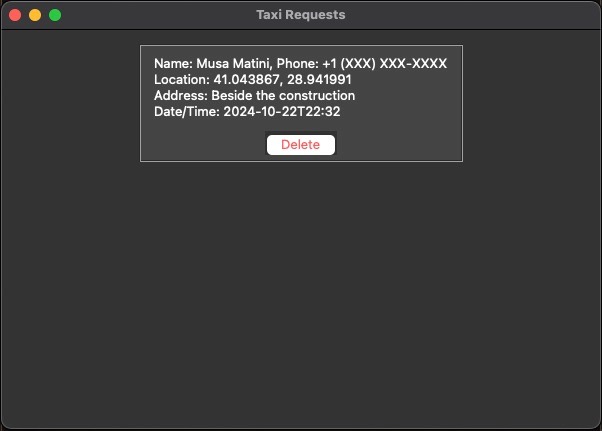 Taxi Requests
Name: Musa Matini, Phone: +1 (XXX) XXX-XXXX
Location: 41.043867, 28.941991
Address: Beside the construction
Date/Time: 2024-10-22T22:32
Delete